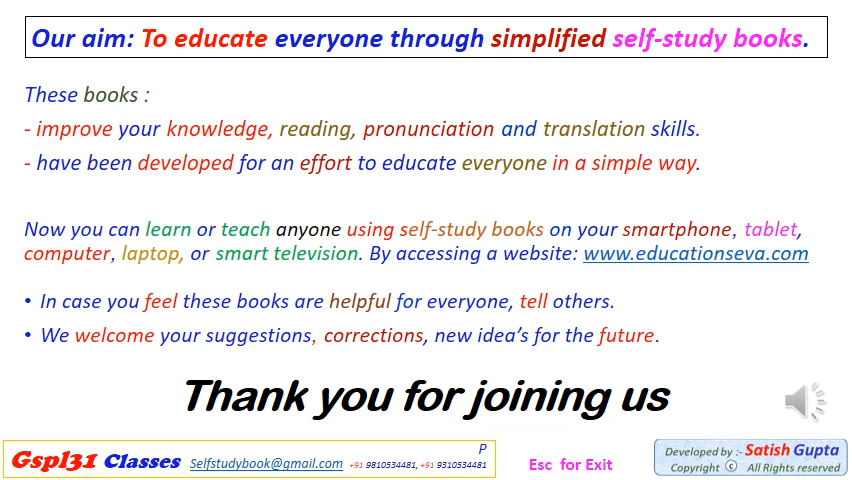 Our aim: To educate everyone through simplified self-study books.
These books :
- improve your knowledge, reading, pronunciation and translation skills.
- have been developed for an effort to educate everyone in a simple way.
Now you can learn or teach anyone using self-study books on your smartphone, tablet,
computer, laptop, or smart television. By accessing a website: www.educationseva.com
• In case you feel these books are helpful for everyone, tell others.
• We welcome your suggestions, corrections, new idea's for the future.
Thank you for joining us
P
Gspl31 Classes Selfstudybook@gmail.com +91 9810534481, +91 9310534481
Esc for Exit
Developed by :- Satish Gupta
Copyright © All Rights reserved